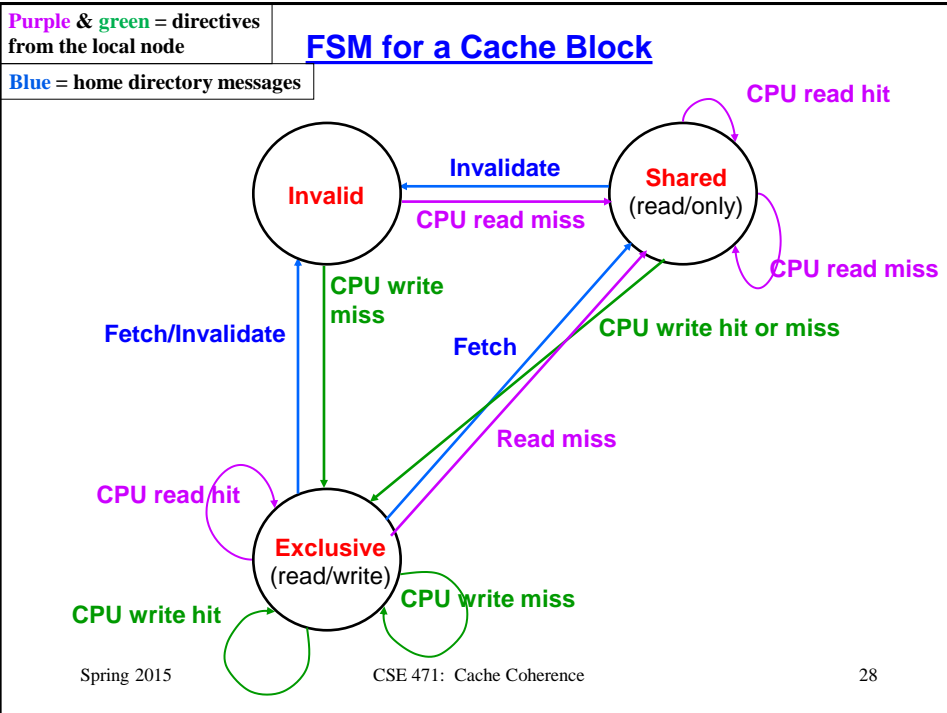 Purple & green = directives
from the local node
Blue = home directory messages
FSM for a Cache Block
CPU read hit
Invalidate
Invalid
Shared
(read/only)
CPU read miss
CPU read miss
CPU write
miss
Fetch/Invalidate
Fetch
CPU write hit or miss
Read miss
CPU read hit
Exclusive
(read/write)
CPU write miss
CPU write hit
Spring 2015
CSE 471: Cache Coherence
28